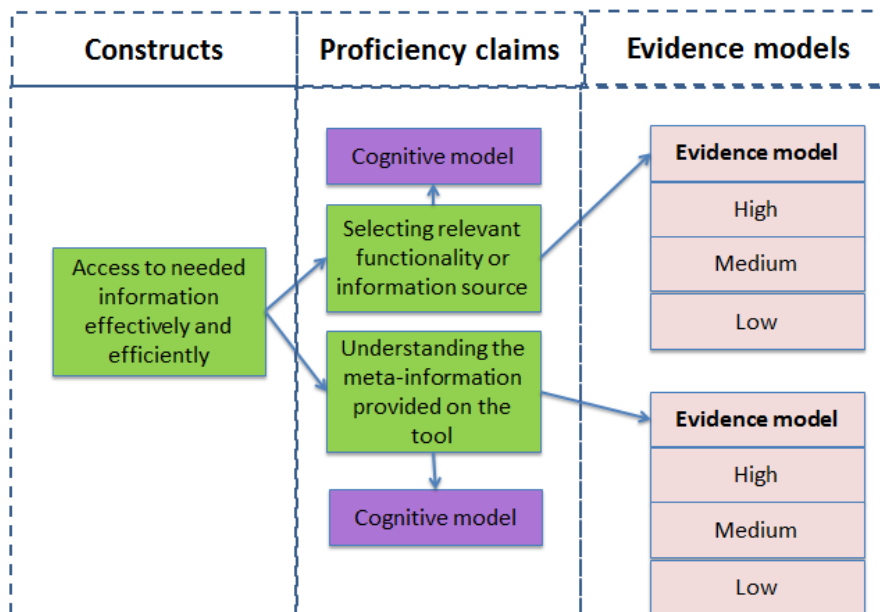 Constructs
Proficiency claims
Evidence models
Access to needed
information
effectively and
efficiently
Cognitive model
Selecting relevant
functionality or
information source
Understanding the
meta-information
provided on the
tool
Cognitive model
Evidence model
High
Medium
Low
Evidence model
High
Medium
Low